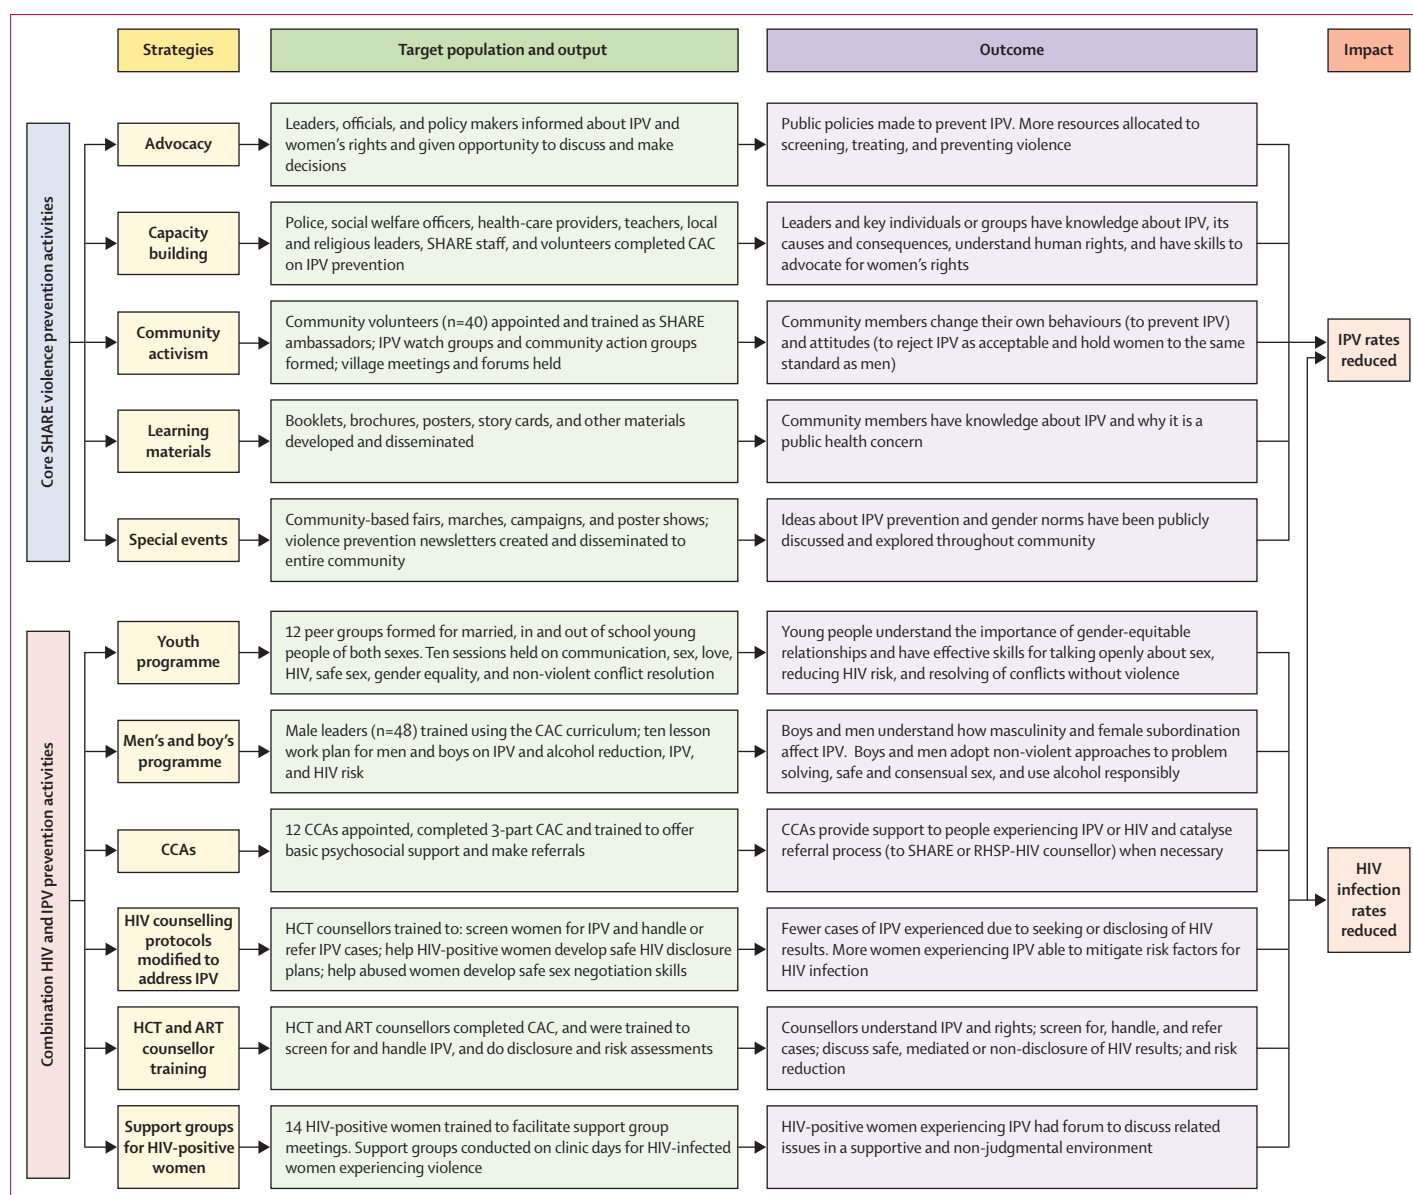 Strategies
Target population and output
Outcome
Impact
Core SHARE violence prevention activities
Advocacy
Leaders, officials, and policy makers informed about IPV and
women's rights and given opportunity to discuss and make
decisions
Public policies made to prevent IPV. More resources allocated to
screening, treating, and preventing violence
Capacity
building
Police, social welfare officers, health-care providers, teachers, local
and religious leaders, SHARE staff, and volunteers completed CAC
on IPV prevention
Leaders and key individuals or groups have knowledge about IPV, its
causes and consequences, understand human rights, and have skills to
advocate for women's rights
Community
activism
Community volunteers (n=40) appointed and trained as SHARE
ambassadors; IPV watch groups and community action groups
formed; village meetings and forums held
Community members change their own behaviours (to prevent IPV)
and attitudes (to reject IPV as acceptable and hold women to the same
standard as men)
IPV rates
reduced
Learning
materials
Booklets, brochures, posters, story cards, and other materials
developed and disseminated
Community members have knowledge about IPV and why it is a
public health concern
Special events
Community-based fairs, marches, campaigns, and poster shows;
violence prevention newsletters created and disseminated to
entire community
Ideas about IPV prevention and gender norms have been publicly
discussed and explored throughout community
Combination HIV and IPV prevention activities
Youth
programme
12 peer groups formed for married, in and out of school young
people of both sexes. Ten sessions held on communication, sex, love,
HIV, safe sex, gender equality, and non-violent conflict resolution
Young people understand the importance of gender-equitable
relationships and have effective skills for talking openly about sex,
reducing HIV risk, and resolving of conflicts without violence
Men's and boy's
programme
Male leaders (n=48) trained using the CAC curriculum; ten lesson
work plan for men and boys on IPV and alcohol reduction, IPV,
and HIV risk
Boys and men understand how masculinity and female subordination
affect IPV. Boys and men adopt non-violent approaches to problem
solving, safe and consensual sex, and use alcohol responsibly
CCAs
12 CCAs appointed, completed 3-part CAC and trained to offer
basic psychosocial support and make referrals
CCAs provide support to people experiencing IPV or HIV and catalyse
referral process (to SHARE or RHSP-HIV counsellor) when necessary
HIV
infection
rates
reduced
HIV counselling
protocols
modified to
address IPV
HCT counsellors trained to: screen women for IPV and handle or
refer IPV cases; help HIV-positive women develop safe HIV disclosure
plans; help abused women develop safe sex negotiation skills
Fewer cases of IPV experienced due to seeking or disclosing of HIV
results. More women experiencing IPV able to mitigate risk factors for
HIV infection
HCT and ART
counsellor
training
HCT and ART counsellors completed CAC, and were trained to
screen for and handle IPV, and do disclosure and risk assessments
Counsellors understand IPV and rights; screen for, handle, and refer
cases; discuss safe, mediated or non-disclosure of HIV results; and risk
reduction
Support groups
for HIV-positive
women
14 HIV-positive women trained to facilitate support group
meetings. Support groups conducted on clinic days for HIV-infected
women experiencing violence
HIV-positive women experiencing IPV had forum to discuss related
issues in a supportive and non-judgmental environment